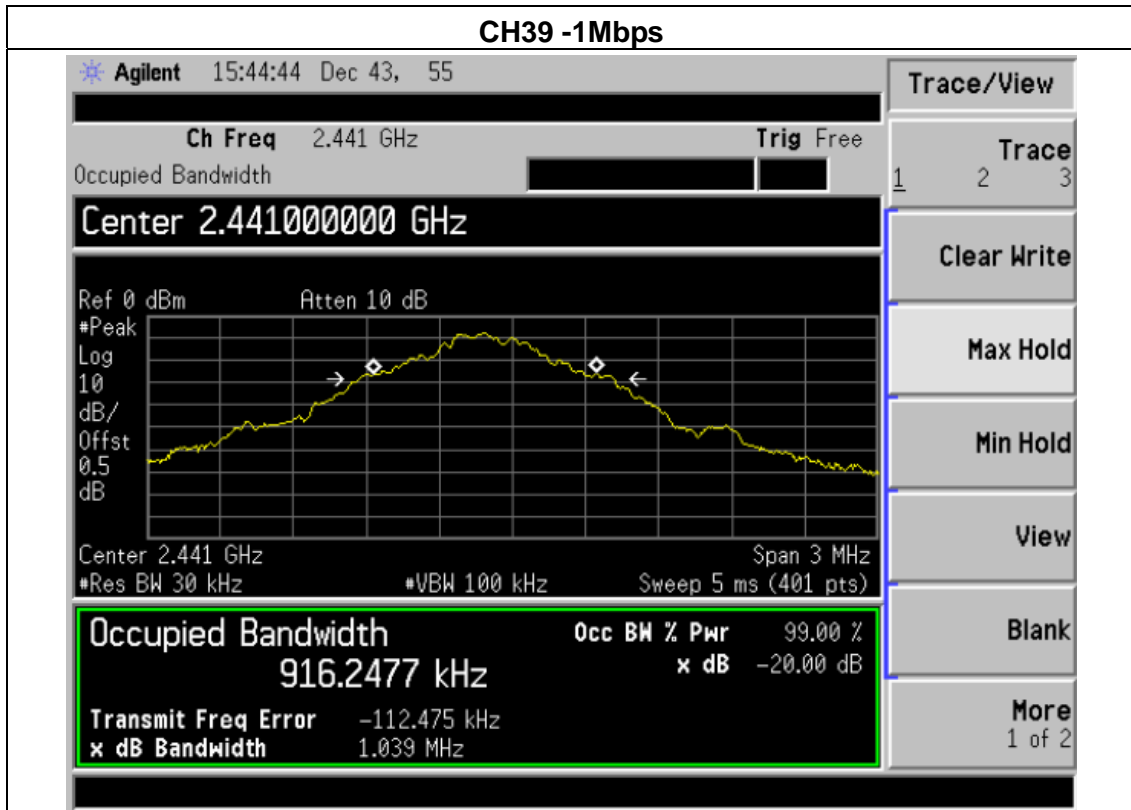 CH39 -1Mbps
Agilent 15:44:44 Dec 43, 55
Trace/View
Ch Freq 2.441 GHz Trig Free
Occupied Bandwidth
Trace
1 2 3
Center 2.441000000 GHz
Clear Write
Ref 0 dBm Atten 10 dB
#Peak
Log
10
dB/
Offst
0.5
dB
Max Hold
Min Hold
View
Center 2.441 GHz Span 3 MHz
#Res BW 30 kHz #VBW 100 kHz Sweep 5 ms (401 pts)
Occupied Bandwidth Occ BW % Pwr 99.00 %
916.2477 kHz x dB -20.00 dB
Blank
Transmit Freq Error -112.475 kHz
x dB Bandwidth 1.039 MHz
More
1 of 2